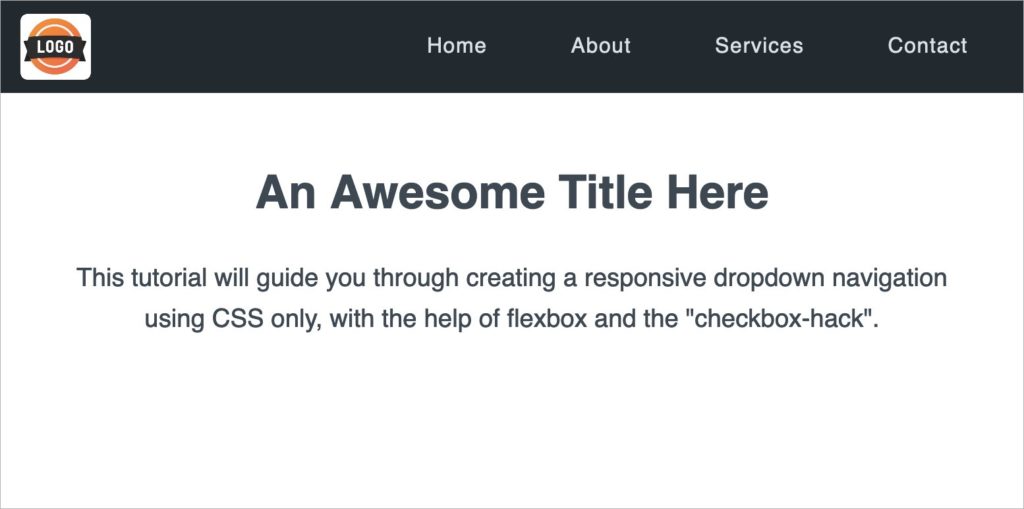 LOGO
Home About Services Contact
An Awesome Title Here
This tutorial will guide you through creating a responsive dropdown navigation
using CSS only, with the help of flexbox and the "checkbox-hack".